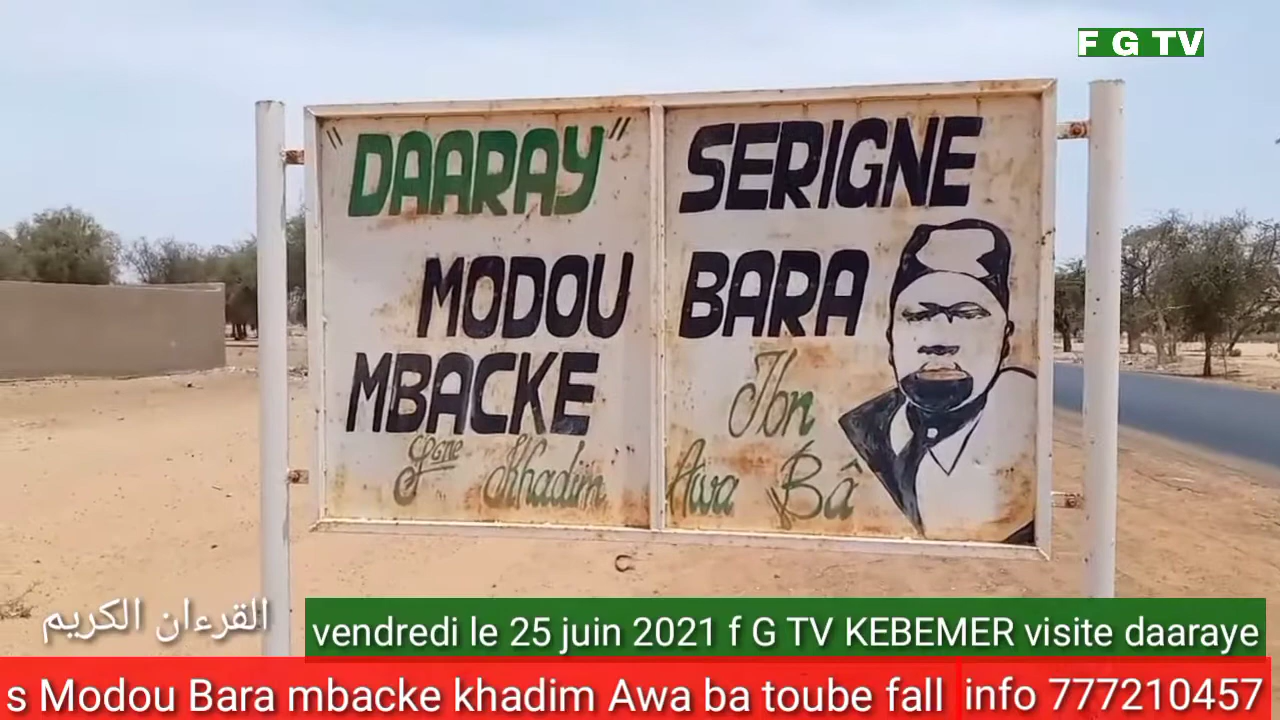 F G TV
"DAARAY" SERIGNE
MODOU BARA
MBACKE Ibn
Sgne Khadim Awa Bâ
القرءان الكريم
vendredi le 25 juin 2021 f G TV KEBEMER visite daaraye
s Modou Bara mbacke khadim Awa ba toube fall info 777210457